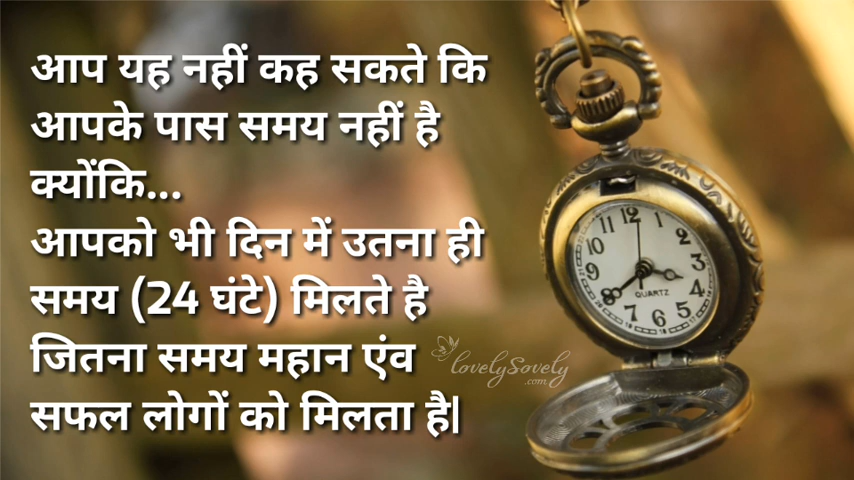 आप यह नहीं कह सकते कि
आपके पास समय नहीं है
क्योंकि...
आपको भी दिन में उतना ही
समय (24 घंटे) मिलते है
जितना समय महान एंव
सफल लोगों को मिलता है|
lovelySovely
.com
12
1
2
3
4
5
6
7
8
9
10
11
QUARTZ